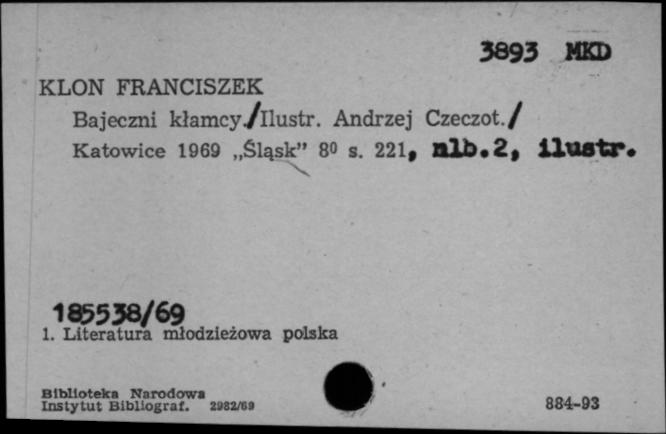 3893 MKD
KLON FRANCISZEK
Bajeczni kłamcy./Ilustr. Andrzej Czeczot./
Katowice 1969 „Śląsk” 8⁰ s. 221, nlb.2, ilustr.
185538/69
1. Literatura młodzieżowa polska
Biblioteka Narodowa
Instytut Bibliograf. 2982/69
884-93